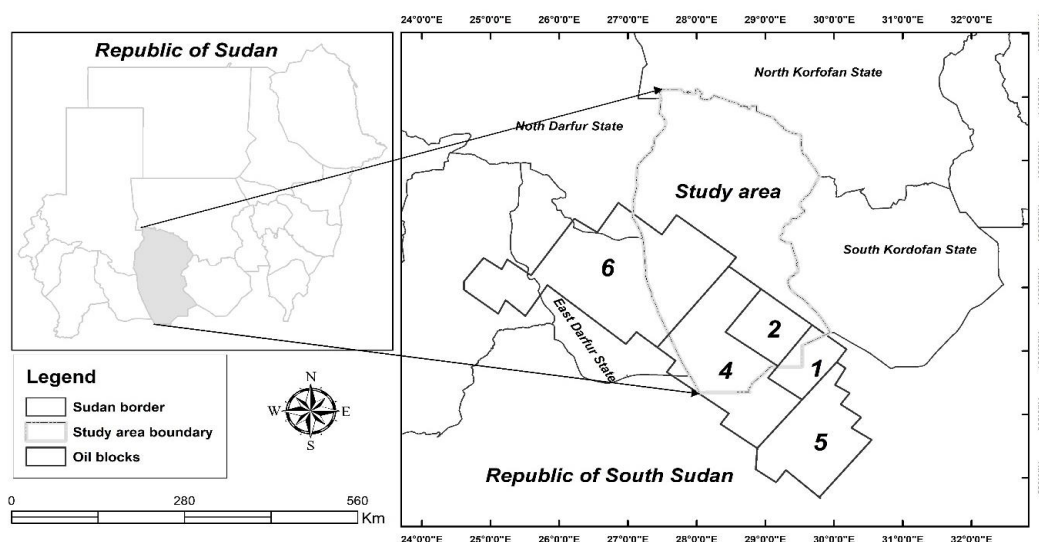 Republic of Sudan
24°0'0"E 25°0'0"E 26°0'0"E 27°0'0"E 28°0'0"E 29°0'0"E 30°0'0"E 31°0'0"E 32°0'0"E
North Korfofan State
Noth Darfur State
Study area
South Kordofan State
6
2
East Darfur State
4
1
5
Republic of South Sudan
Legend
Sudan border
Study area boundary
Oil blocks
N
W E
S
0 280 560
Km
24°0'0"E 25°0'0"E 26°0'0"E 27°0'0"E 28°0'0"E 29°0'0"E 30°0'0"E 31°0'0"E 32°0'0"E